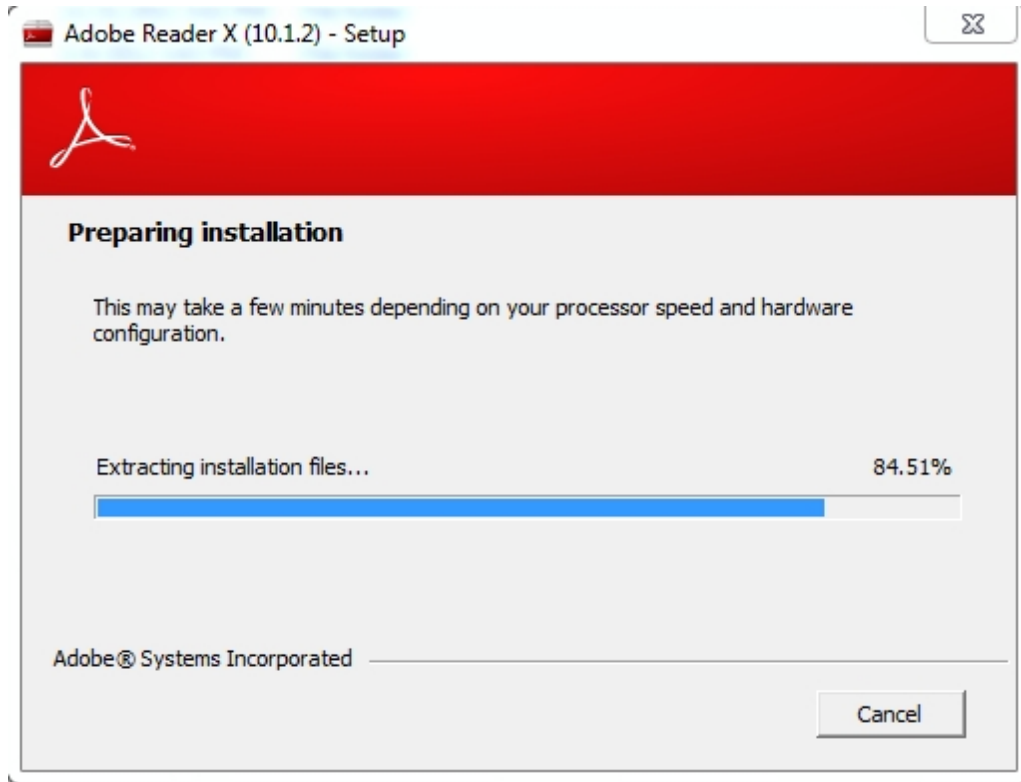 Adobe Reader X (10.1.2) - Setup
Preparing installation
This may take a few minutes depending on your processor speed and hardware
configuration.
Extracting installation files... 84.51%
Adobe® Systems Incorporated
Cancel